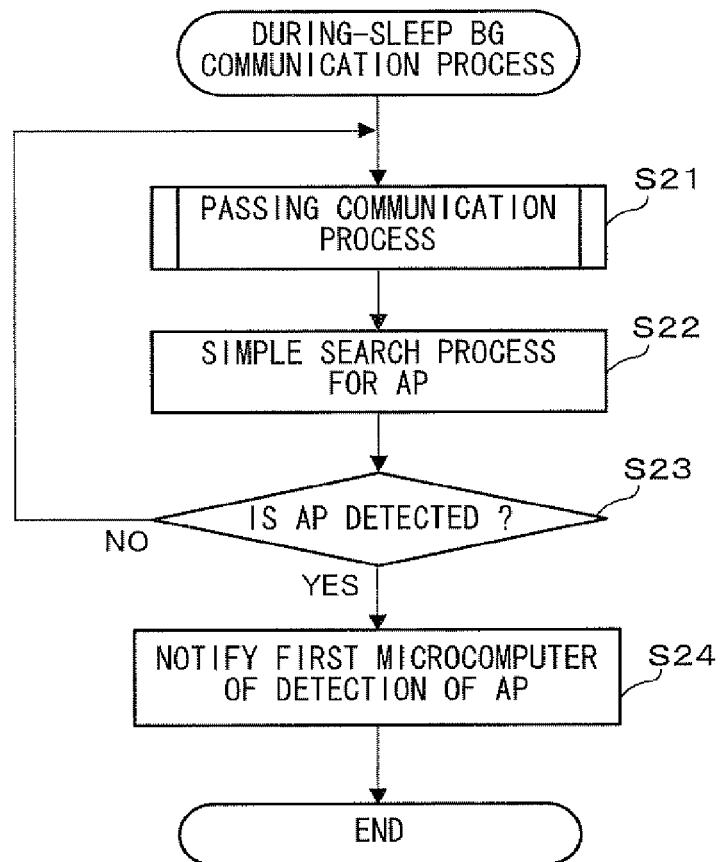 DURING-SLEEP BG
COMMUNICATION PROCESS
PASSING COMMUNICATION
PROCESS
S21
SIMPLE SEARCH PROCESS
FOR AP
S22
IS AP DETECTED ?
S23
NO
YES
NOTIFY FIRST MICROCOMPUTER
OF DETECTION OF AP
S24
END